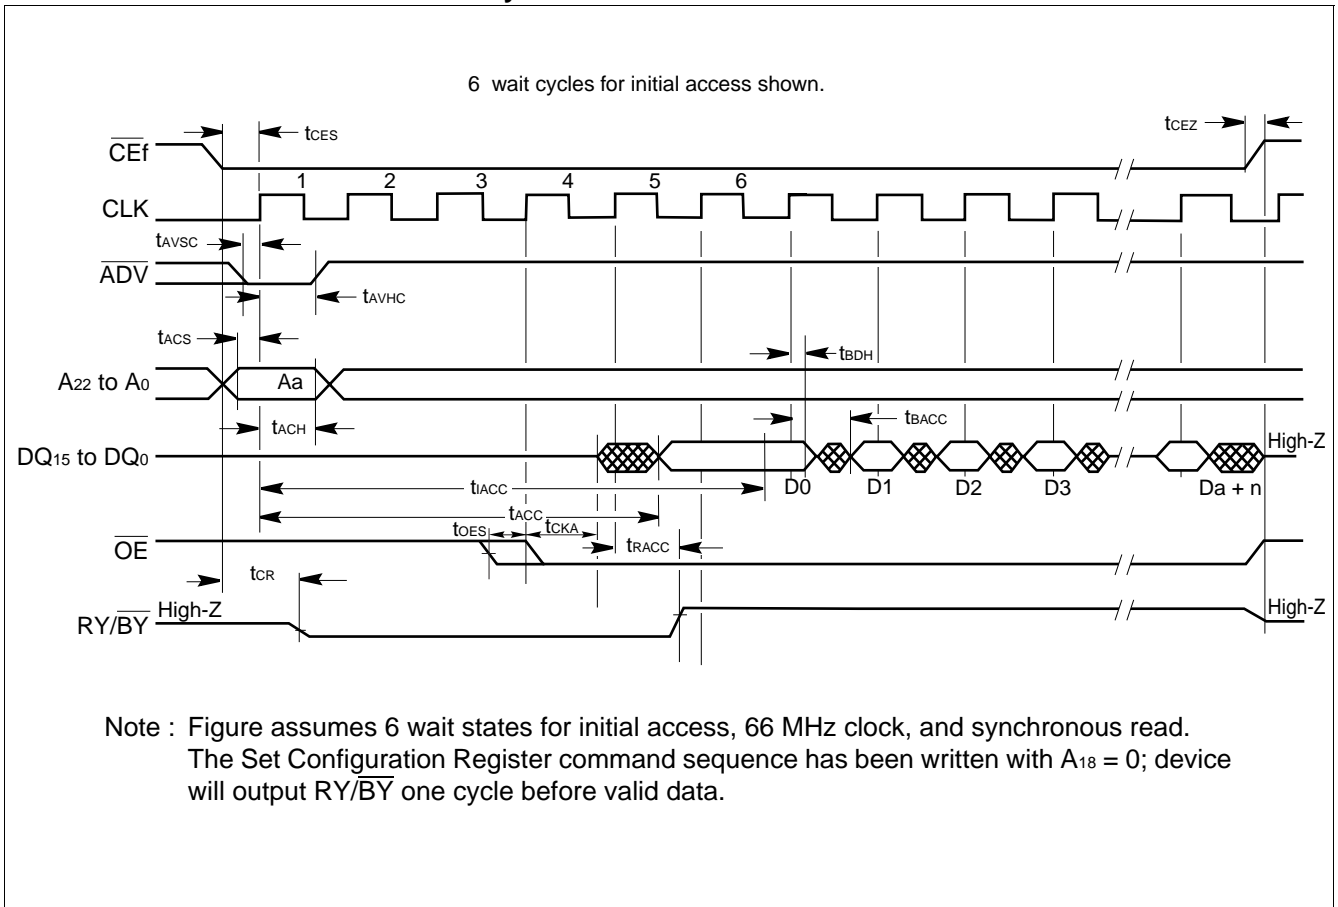 6 wait cycles for initial access shown.
tCES
tCEZ
CEf
1 2 3 4 5 6
CLK
tAVSC
ADV
tAVHC
tACS
tBDH
A22 to A0
Aa
tACH
tBACC
DQ15 to DQ0
High-Z
tIACC
D0 D1 D2 D3 Da + n
tACC
tOES
tCKA
OE
tRACC
tCR
RY/BY
High-Z
High-Z
Note : Figure assumes 6 wait states for initial access, 66 MHz clock, and synchronous read.
The Set Configuration Register command sequence has been written with A18 = 0; device
will output RY/BY one cycle before valid data.